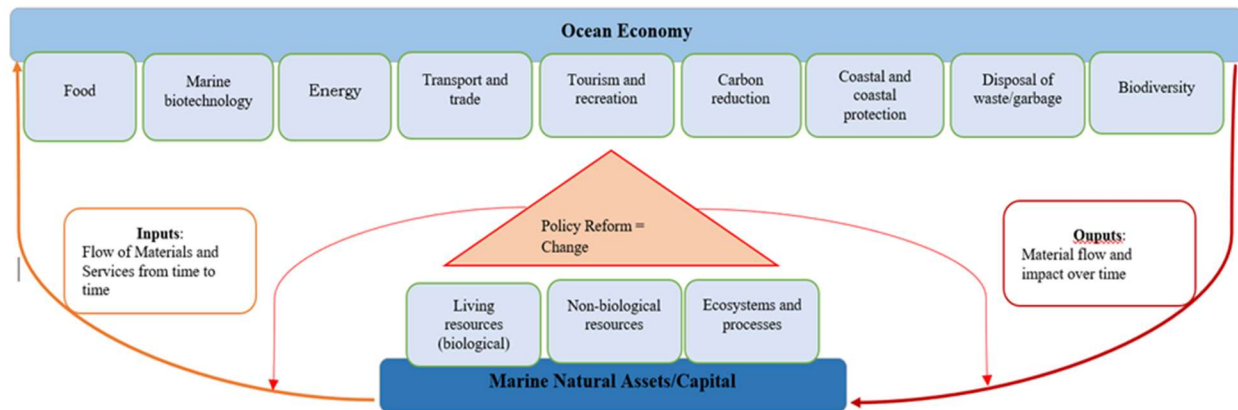 Ocean Economy
Food
Marine
biotechnology
Energy
Transport and
trade
Tourism and
recreation
Carbon
reduction
Coastal and
coastal
protection
Disposal of
waste/garbage
Biodiversity
Inputs:
Flow of Materials and
Services from time to
time
Policy Reform =
Change
Ouputs:
Material flow and
impact over time
Living
resources
(biological)
Non-biological
resources
Ecosystems and
processes
Marine Natural Assets/Capital